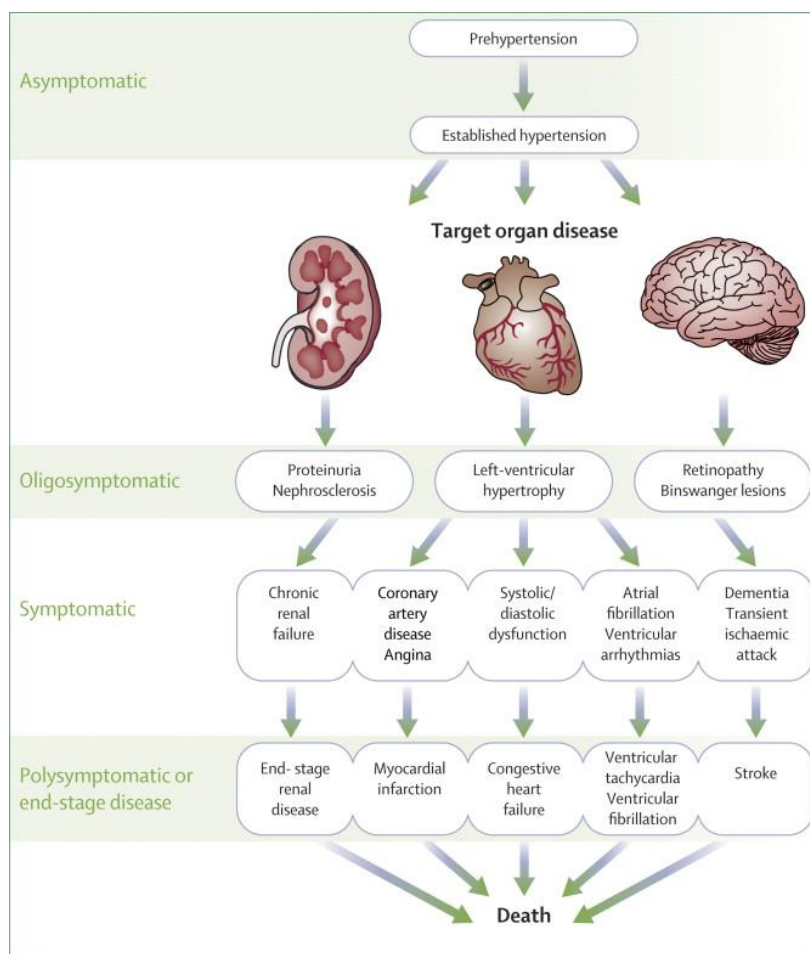 Asymptomatic
Prehypertension
Established hypertension
Target organ disease
Oligosymptomatic
Proteinuria
Nephrosclerosis
Left-ventricular
hypertrophy
Retinopathy
Binswanger lesions
Symptomatic
Chronic
renal
failure
Coronary
artery
disease
Angina
Systolic/
diastolic
dysfunction
Atrial
fibrillation
Ventricular
arrhythmias
Dementia
Transient
ischaemic
attack
Polysymptomatic or
end-stage disease
End- stage
renal
disease
Myocardial
infarction
Congestive
heart
failure
Ventricular
tachycardia
Ventricular
fibrillation
Stroke
Death